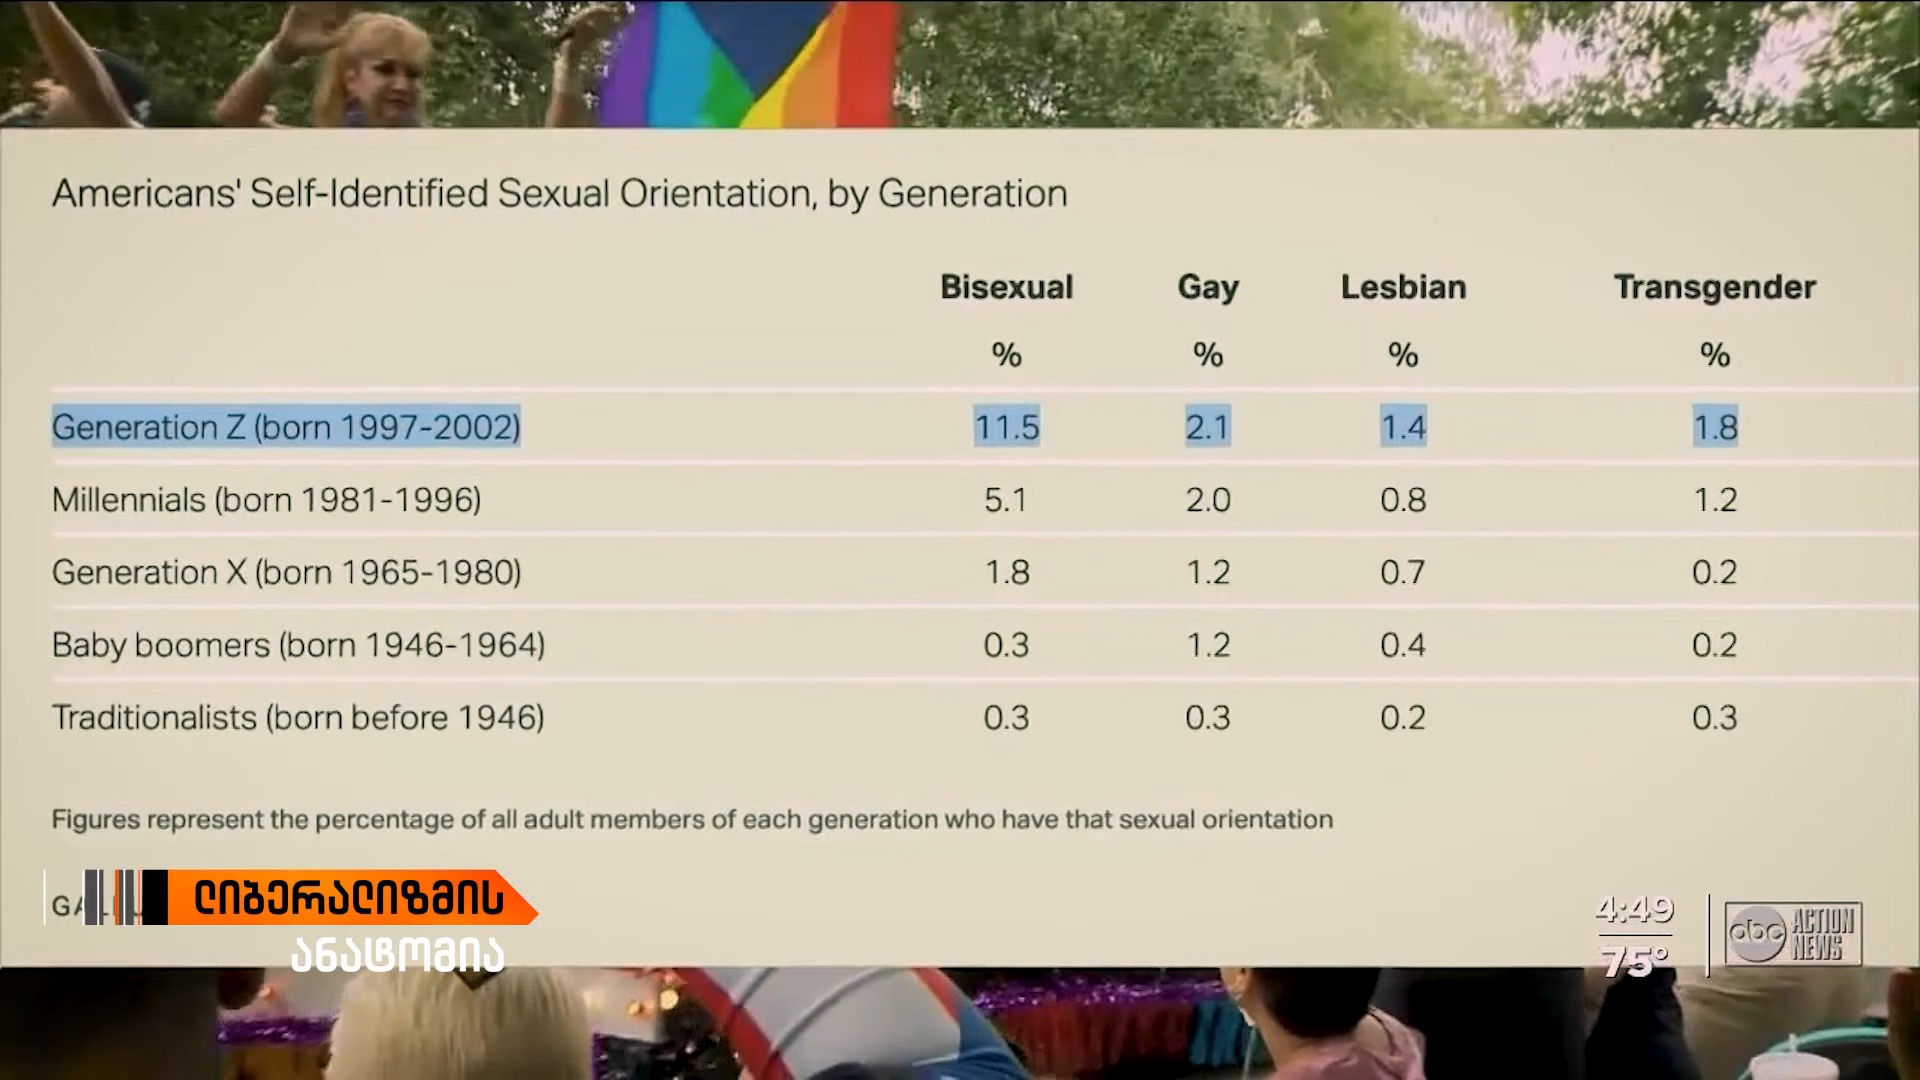 Americans' Self-Identified Sexual Orientation, by Generation
Bisexual Gay Lesbian Transgender
% % % %
Generation Z (born 1997-2002) 11.5 2.1 1.4 1.8
Millennials (born 1981-1996) 5.1 2.0 0.8 1.2
Generation X (born 1965-1980) 1.8 1.2 0.7 0.2
Baby boomers (born 1946-1964) 0.3 1.2 0.4 0.2
Traditionalists (born before 1946) 0.3 0.3 0.2 0.3
Figures represent the percentage of all adult members of each generation who have that sexual orientation
ლიბერალიზმის
ანატომია
4:49
75°
abc ACTION
NEWS